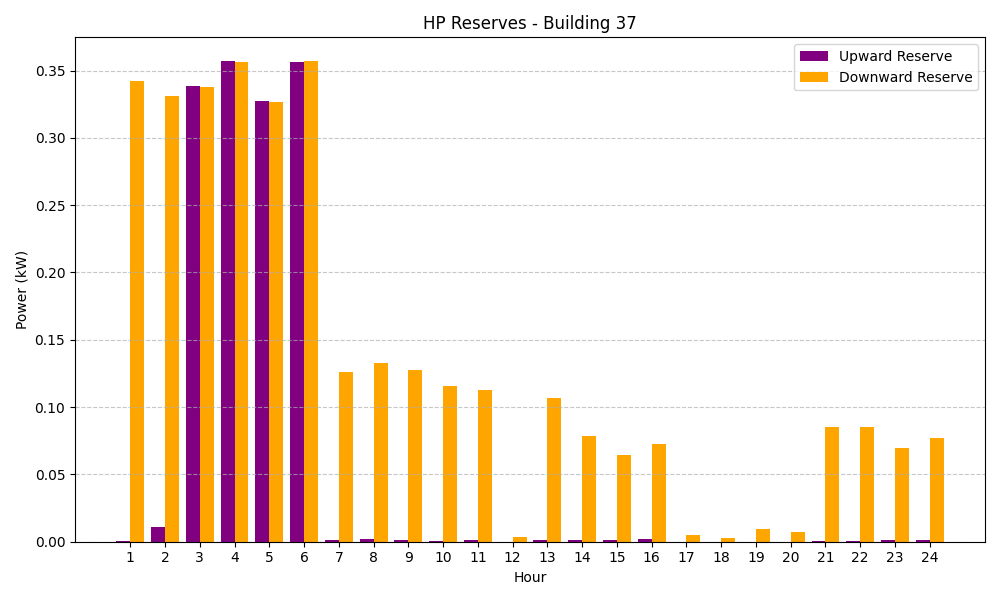 HP Reserves - Building 37
Upward Reserve
Downward Reserve
Power (kW)
0.35
0.30
0.25
0.20
0.15
0.10
0.05
0.00
1 2 3 4 5 6 7 8 9 10 11 12 13 14 15 16 17 18 19 20 21 22 23 24
Hour